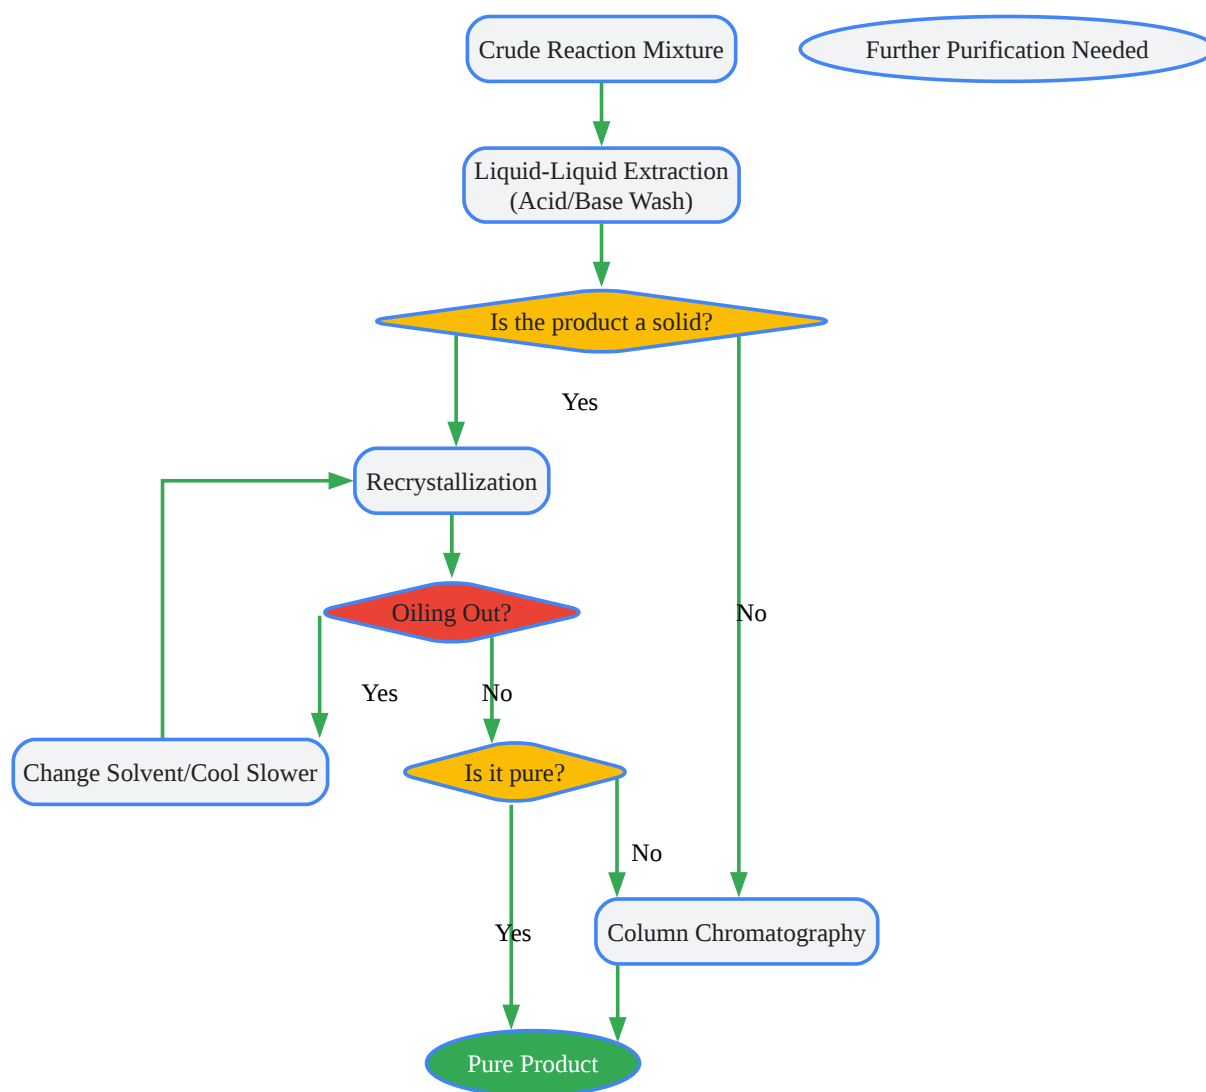 Crude Reaction Mixture
Further Purification Needed
Liquid-Liquid Extraction
(Acid/Base Wash)
Is the product a solid?
Yes
Recrystallization
Oiling Out?
No
Yes
No
Change Solvent/Cool Slower
Is it pure?
No
Yes
Column Chromatography
Pure Product